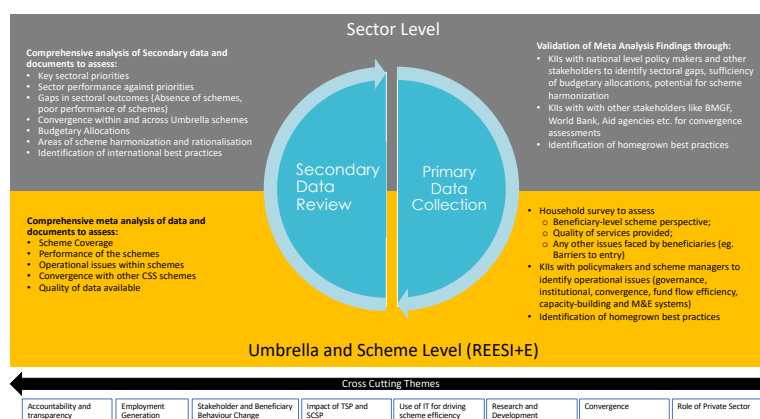 Sector Level
Comprehensive analysis of Secondary data and
documents to assess:
• Key sectoral priorities
• Sector performance against priorities
• Gaps in sectoral outcomes (Absence of schemes,
poor performance of schemes)
• Convergence within and across Umbrella schemes
• Budgetary Allocations
• Areas of scheme harmonization and rationalisation
• Identification of international best practices
Validation of Meta Analysis Findings through:
• KIIs with national level policy makers and other
stakeholders to identify sectoral gaps, sufficiency
of budgetary allocations, potential for scheme
harmonization
• KIIs with with other stakeholders like BMGF,
World Bank, Aid agencies etc. for convergence
assessments
• Identification of homegrown best practices
Secondary
Data
Review
Primary
Data
Collection
Comprehensive meta analysis of data and
documents to assess:
• Scheme Coverage
• Performance of the schemes
• Operational issues within schemes
• Convergence with other CSS schemes
• Quality of data available
• Household survey to assess
o Beneficiary-level scheme perspective;
o Quality of services provided;
o Any other issues faced by beneficiaries (eg.
Barriers to entry)
• KIIs with policymakers and scheme managers to
identify operational issues (governance,
institutional, convergence, fund flow efficiency,
capacity-building and M&E systems)
• Identification of homegrown best practices
Umbrella and Scheme Level (REESI+E)
Cross Cutting Themes
Accountability and
transparency
Employment
Generation
Stakeholder and Beneficiary
Behaviour Change
Impact of TSP and
SCSP
Use of IT for driving
scheme efficiency
Research and
Development
Convergence
Role of Private Sector